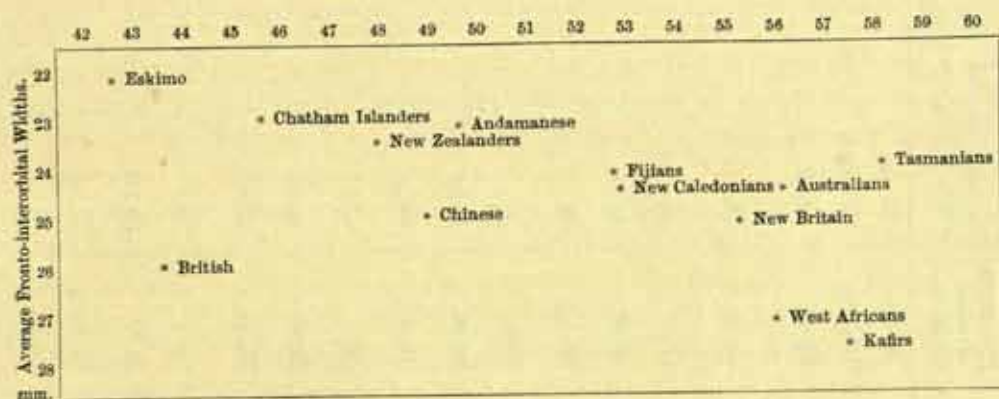 42 43 44 45 46 47 48 49 50 51 52 53 54 55 56 57 58 59 60
Average Fronto-interorbital Widths.
22
Eskimo
Chatham Islanders
23
Andamanese
New Zealanders
Tasmanians
24
Fijians
New Caledonians
Australians
Chinese
25
New Britain
26
British
27
West Africans
Kafirs
28
mm.